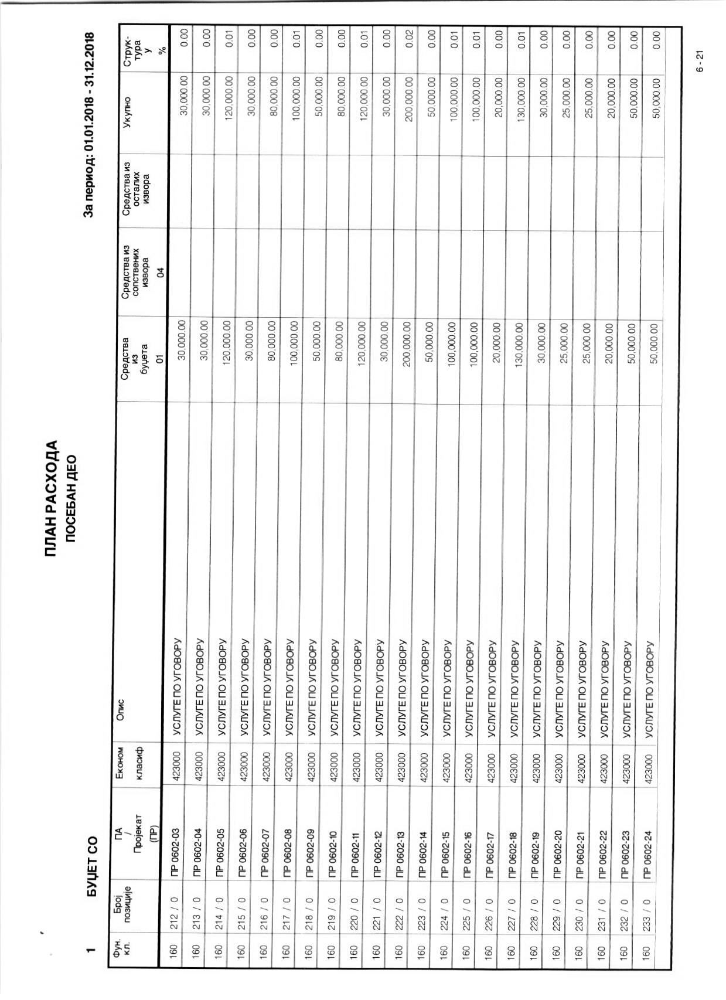 ПЛАН РАСХОДА
ПОСЕБАН ДЕО
1 БУЏЕТ СО За период: 01.01.2018 - 31.12.2018
Фун. кл. Број позиције ПА / Пројекат (ПР) Економ класиф Опис Средства из буџета 01 Средства из сопствених извора 04 Средства из осталих извора Укупно Струк- тура у %
160 212 / 0 ПР 0602-03 423000 УСЛУГЕ ПО УГОВОРУ 30,000.00 30,000.00 0.00
160 213 / 0 ПР 0602-04 423000 УСЛУГЕ ПО УГОВОРУ 30,000.00 30,000.00 0.00
160 214 / 0 ПР 0602-05 423000 УСЛУГЕ ПО УГОВОРУ 120,000.00 120,000.00 0.01
160 215 / 0 ПР 0602-06 423000 УСЛУГЕ ПО УГОВОРУ 30,000.00 30,000.00 0.00
160 216 / 0 ПР 0602-07 423000 УСЛУГЕ ПО УГОВОРУ 80,000.00 80,000.00 0.00
160 217 / 0 ПР 0602-08 423000 УСЛУГЕ ПО УГОВОРУ 100,000.00 100,000.00 0.01
160 218 / 0 ПР 0602-09 423000 УСЛУГЕ ПО УГОВОРУ 50,000.00 50,000.00 0.00
160 219 / 0 ПР 0602-10 423000 УСЛУГЕ ПО УГОВОРУ 80,000.00 80,000.00 0.00
160 220 / 0 ПР 0602-11 423000 УСЛУГЕ ПО УГОВОРУ 120,000.00 120,000.00 0.01
160 221 / 0 ПР 0602-12 423000 УСЛУГЕ ПО УГОВОРУ 30,000.00 30,000.00 0.00
160 222 / 0 ПР 0602-13 423000 УСЛУГЕ ПО УГОВОРУ 200,000.00 200,000.00 0.02
160 223 / 0 ПР 0602-14 423000 УСЛУГЕ ПО УГОВОРУ 50,000.00 50,000.00 0.00
160 224 / 0 ПР 0602-15 423000 УСЛУГЕ ПО УГОВОРУ 100,000.00 100,000.00 0.01
160 225 / 0 ПР 0602-16 423000 УСЛУГЕ ПО УГОВОРУ 100,000.00 100,000.00 0.01
160 226 / 0 ПР 0602-17 423000 УСЛУГЕ ПО УГОВОРУ 20,000.00 20,000.00 0.00
160 227 / 0 ПР 0602-18 423000 УСЛУГЕ ПО УГОВОРУ 130,000.00 130,000.00 0.01
160 228 / 0 ПР 0602-19 423000 УСЛУГЕ ПО УГОВОРУ 30,000.00 30,000.00 0.00
160 229 / 0 ПР 0602-20 423000 УСЛУГЕ ПО УГОВОРУ 25,000.00 25,000.00 0.00
160 230 / 0 ПР 0602-21 423000 УСЛУГЕ ПО УГОВОРУ 25,000.00 25,000.00 0.00
160 231 / 0 ПР 0602-22 423000 УСЛУГЕ ПО УГОВОРУ 20,000.00 20,000.00 0.00
160 232 / 0 ПР 0602-23 423000 УСЛУГЕ ПО УГОВОРУ 50,000.00 50,000.00 0.00
160 233 / 0 ПР 0602-24 423000 УСЛУГЕ ПО УГОВОРУ 50,000.00 50,000.00 0.00
6 - 21